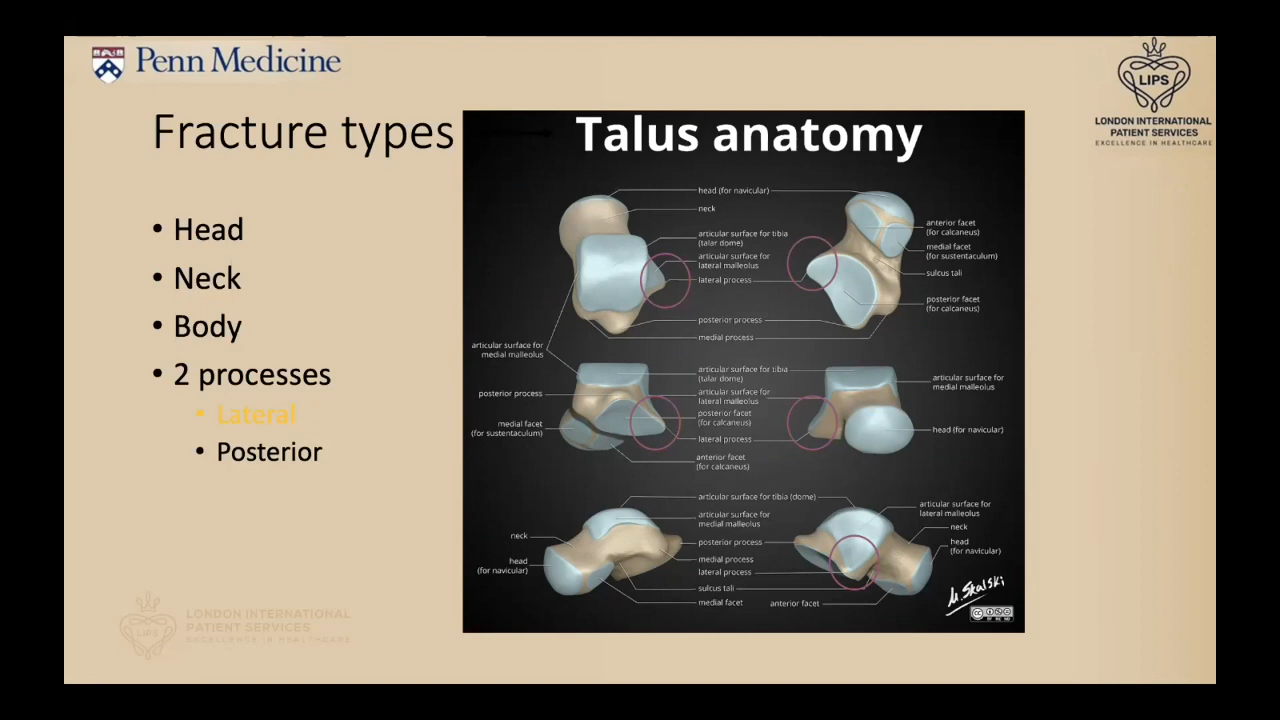 Penn Medicine
LIPS
LONDON INTERNATIONAL
PATIENT SERVICES
EXCELLENCE IN HEALTHCARE
Fracture types
• Head
• Neck
• Body
• 2 processes
• Lateral
• Posterior
Talus anatomy
head (for navicular)
neck
articular surface for tibia
(talar dome)
articular surface for
lateral malleolus
lateral process
posterior process
medial process
anterior facet
(for calcaneus)
medial facet
(for sustentaculum)
sulcus tali
posterior facet
(for calcaneus)
articular surface for
medial malleolus
posterior process
medial facet
(for sustentaculum)
articular surface for tibia
(talar dome)
articular surface for
lateral malleolus
posterior facet
(for calcaneus)
lateral process
anterior facet
(for calcaneus)
articular surface for
medial malleolus
head (for navicular)
neck
head
(for navicular)
articular surface for tibia (dome)
articular surface for
medial malleolus
posterior process
medial process
lateral process
sulcus tali
medial facet
anterior facet
articular surface for
lateral malleolus
neck
head
(for navicular)
M. Skalski
cc
BY NC ND
LIPS
LONDON INTERNATIONAL
PATIENT SERVICES
EXCELLENCE IN HEALTHCARE